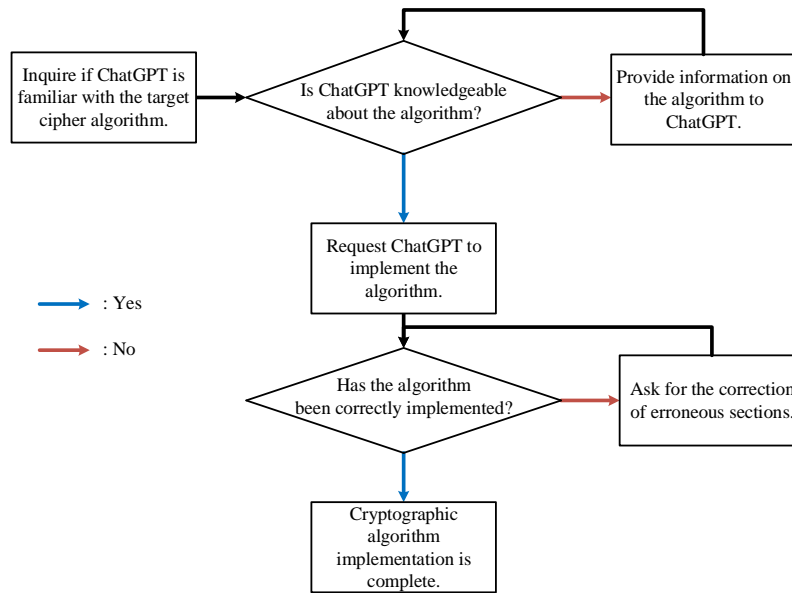 Inquire if ChatGPT is
familiar with the target
cipher algorithm.
Is ChatGPT knowledgeable
about the algorithm?
Provide information on
the algorithm to
ChatGPT.
Request ChatGPT to
implement the
algorithm.
: Yes
: No
Has the algorithm
been correctly implemented?
Ask for the correction
of erroneous sections.
Cryptographic
algorithm
implementation is
complete.